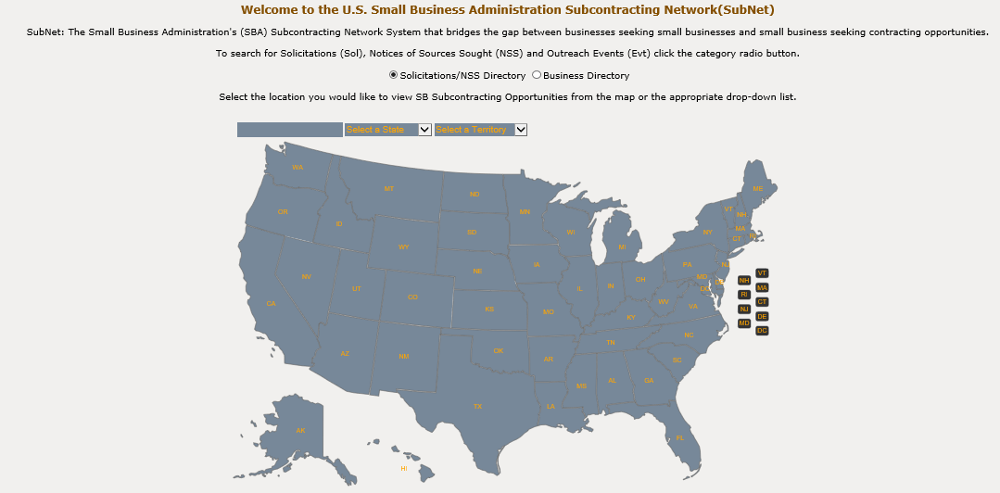 Welcome to the U.S. Small Business Administration Subcontracting Network(SubNet)
SubNet: The Small Business Administration's (SBA) Subcontracting Network System that bridges the gap between businesses seeking small businesses and small business seeking contracting opportunities.
To search for Solicitations (Sol), Notices of Sources Sought (NSS) and Outreach Events (Evt) click the category radio button.
Solicitations/NSS Directory Business Directory
Select the location you would like to view SB Subcontracting Opportunities from the map or the appropriate drop-down list.
Select a State Select a Territory
WA
MT
ME
ND
OR
MN
VT
NH
ID
SD
WI
NY
MA
CT
WY
MI
PA
NJ
IA
NE
NV
OH
MD
VT
NH
UT
IL
IN
MA
CO
RI
CA
WV
VA
CT
KS
MO
NJ
KY
DE
MD
DC
NC
TN
AZ
NM
OK
AR
SC
MS
AL
GA
TX
LA
AK
FL
HI